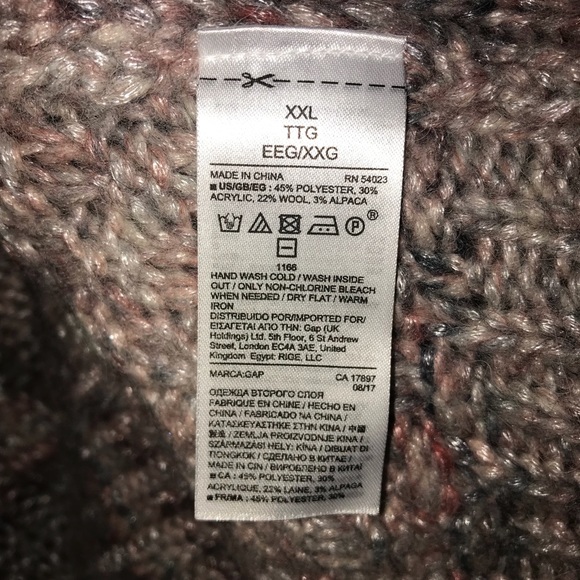 XXL
TTG
EEG/XXG
MADE IN CHINA RN 54023
■ US/GB/EG : 45% POLYESTER, 30%
ACRYLIC, 22% WOOL, 3% ALPACA
P ®
1166
HAND WASH COLD / WASH INSIDE
OUT / ONLY NON-CHLORINE BLEACH
WHEN NEEDED / DRY FLAT / WARM
IRON
DISTRIBUIDO POR/IMPORTED FOR/
ΕΙΣΑΓΕΤΑΙ ΑΠΟ ΤΗΝ: Gap (UK
Holdings) Ltd. 5th Floor, 6 St Andrew
Street, London EC4A 3AE, United
Kingdom Egypt: RIGE, LLC
MARCA:GAP CA 17897
08/17
ОДЕЖДА ВТОРОГО СЛОЯ
FABRIQUE EN CHINE / HECHO EN
CHINA / FABRICADO NA CHINA /
ΚΑΤΑΣΚΕΥΑΣΤΗΚΕ ΣΤΗΝ ΚΙΝΑ / 中國
製造 / ZEMLJA PROIZVODNJE KINA /
SZÁRMAZÁSI HELY: KÍNA / DIBUAT DI
TIONGKOK / СДЕЛАНО В КИТАЕ /
MADE IN ÇIN / ВИРОБЛЕНО В КИТАЇ
■ CA : 45% POLYESTER, 30%
ACRYLIQUE, 22% LAINE, 3% ALPAGA
■ FR/MA : 45% POLYESTER, 30%